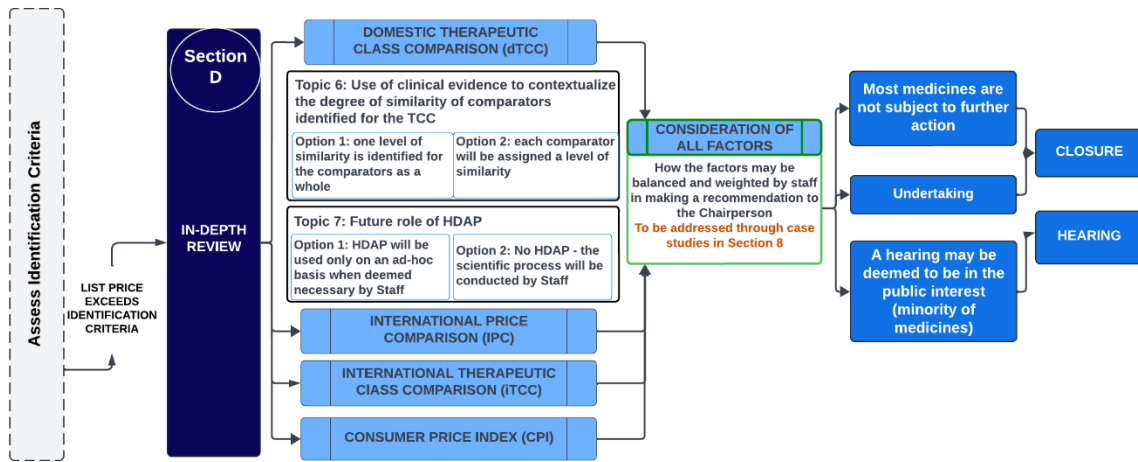 Assess Identification Criteria
LIST PRICE
EXCEEDS
IDENTIFICATION
CRITERIA
Section
D
IN-DEPTH
REVIEW
DOMESTIC THERAPEUTIC
CLASS COMPARISON (dTCC)
Topic 6: Use of clinical evidence to contextualize
the degree of similarity of comparators
identified for the TCC
Option 1: one level of
similarity is identified for
the comparators as a
whole
Option 2: each comparator
will be assigned a level of
similarity
Topic 7: Future role of HDAP
Option 1: HDAP will be
used only on an ad-hoc
basis when deemed
necessary by Staff
Option 2: No HDAP - the
scientific process will be
conducted by Staff
INTERNATIONAL PRICE
COMPARISON (IPC)
INTERNATIONAL THERAPEUTIC
CLASS COMPARISON (iTCC)
CONSUMER PRICE INDEX (CPI)
CONSIDERATION OF
ALL FACTORS
How the factors may be
balanced and weighted by staff
in making a recommendation to
the Chairperson
To be addressed through case
studies in Section 8
Most medicines are
not subject to further
action
Undertaking
A hearing may be
deemed to be in the
public interest
(minority of
medicines)
CLOSURE
HEARING